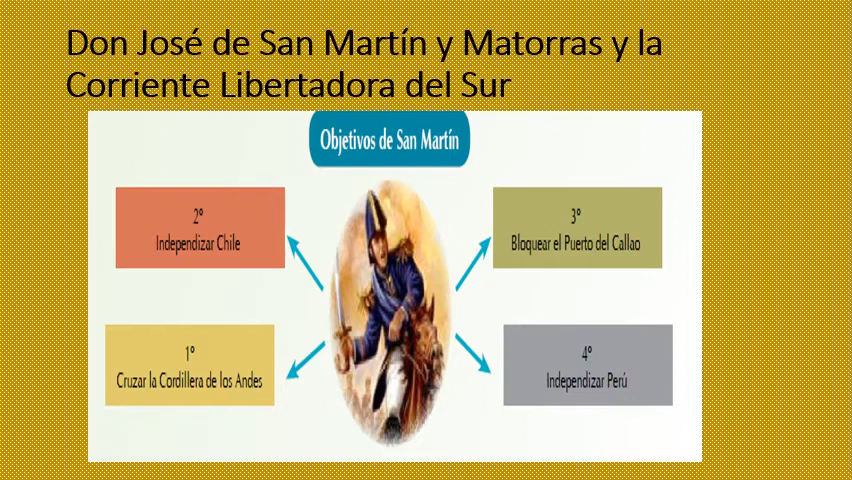 Don José de San Martín y Matorras y la
Corriente Libertadora del Sur
Objetivos de San Martín
2º
Independizar Chile
3º
Bloquear el Puerto del Callao
1º
Cruzar la Cordillera de los Andes
4º
Independizar Perú